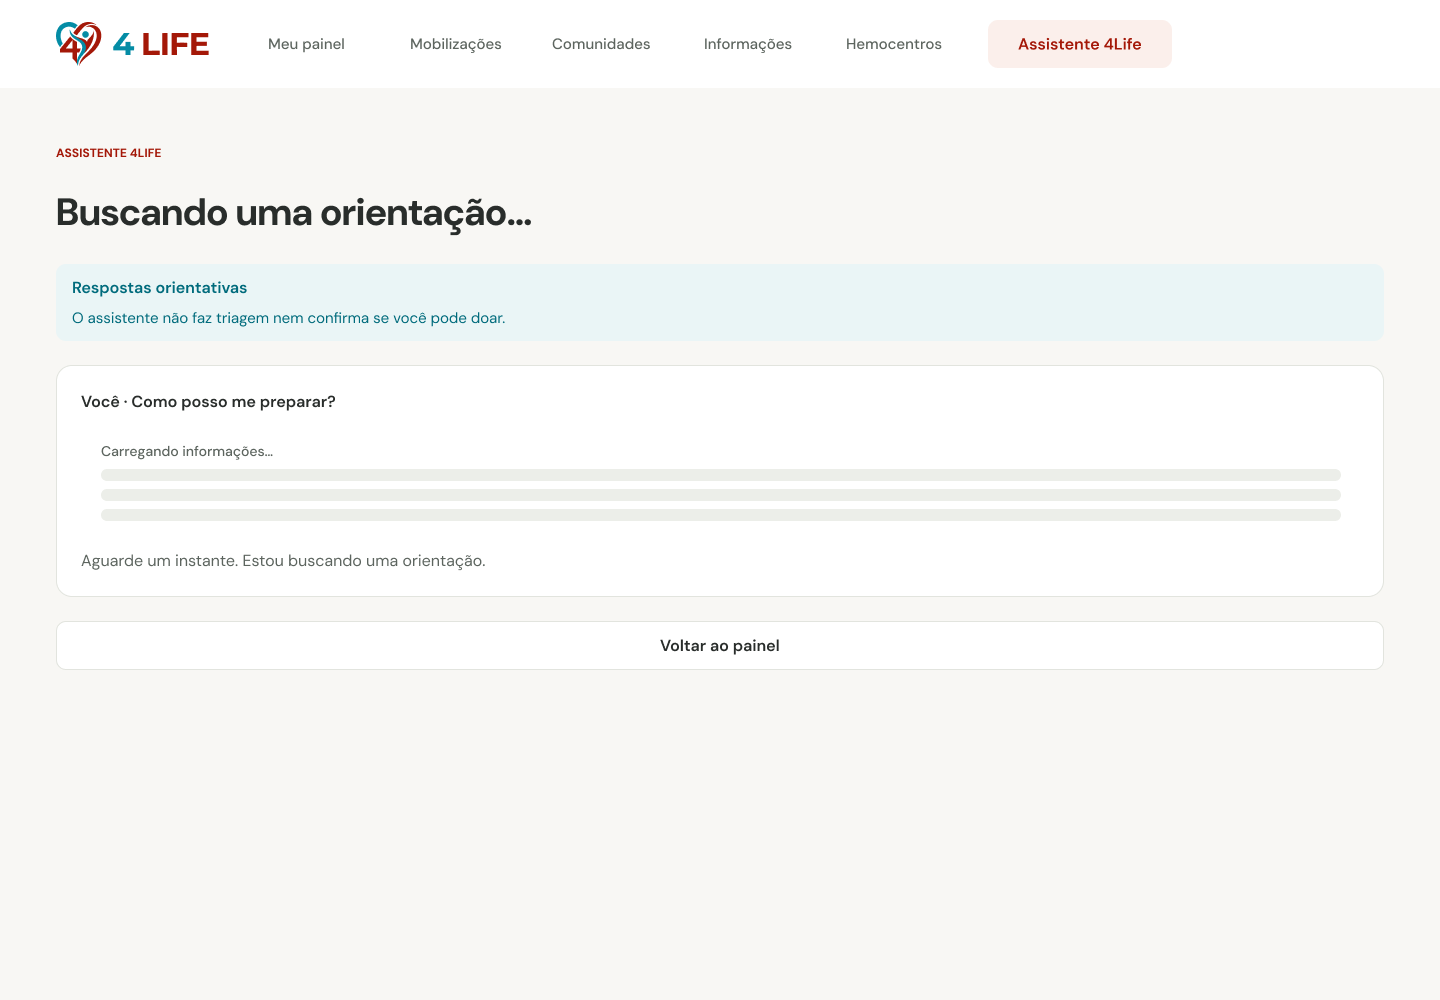 4 LIFE
Meu painel
Mobilizações
Comunidades
Informações
Hemocentros
Assistente 4Life
ASSISTENTE 4LIFE
Buscando uma orientação...
Respostas orientativas
O assistente não faz triagem nem confirma se você pode doar.
Você · Como posso me preparar?
Carregando informações...
Aguarde um instante. Estou buscando uma orientação.
Voltar ao painel